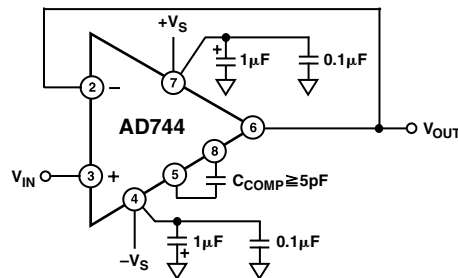 +VS
1μF
0.1μF
+
7
2
–
AD744
6
VOUT
8
VIN
3
+
5
CCOMP≧5pF
4
1μF
0.1μF
+
–VS